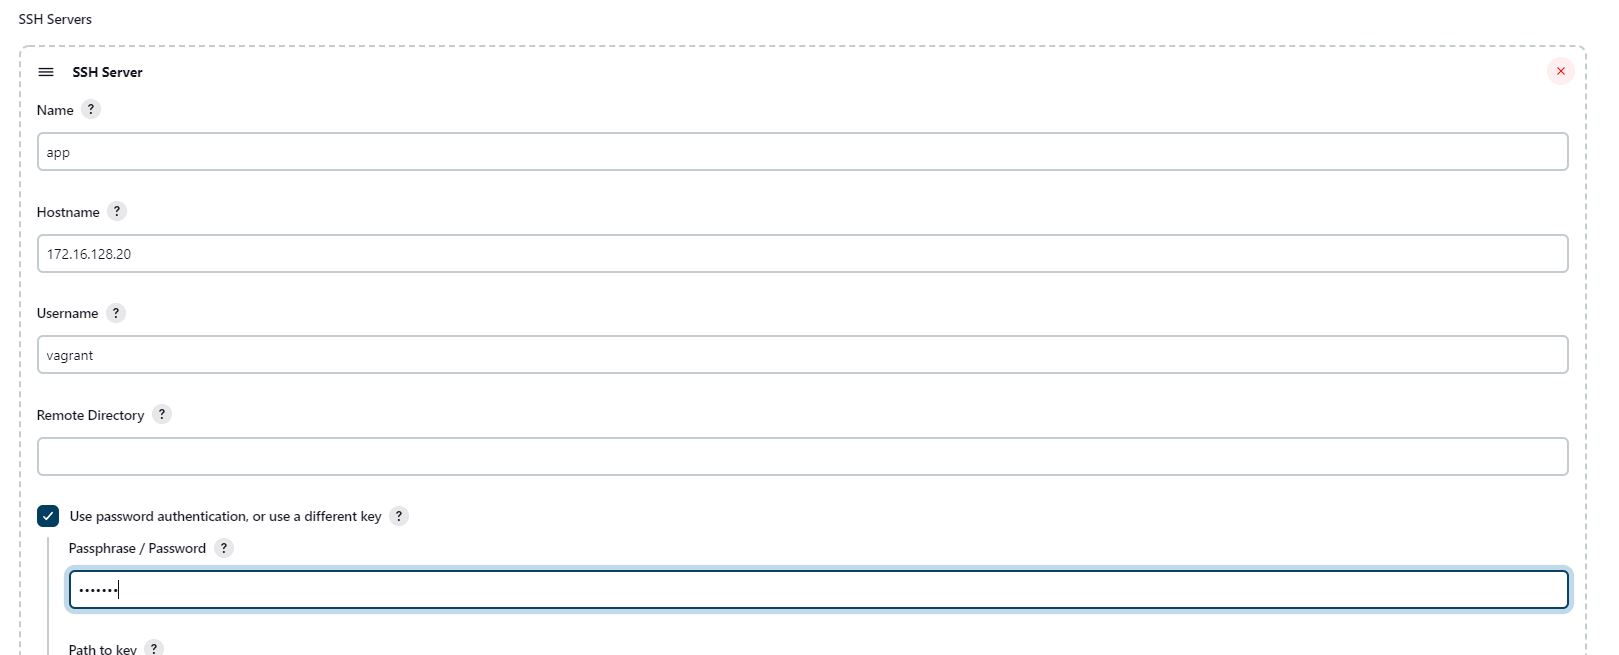 SSH Servers
SSH Server
Name ?
app
Hostname ?
172.16.128.20
Username ?
vagrant
Remote Directory ?
Use password authentication, or use a different key ?
Passphrase / Password ?
•••••••
Path to key ?